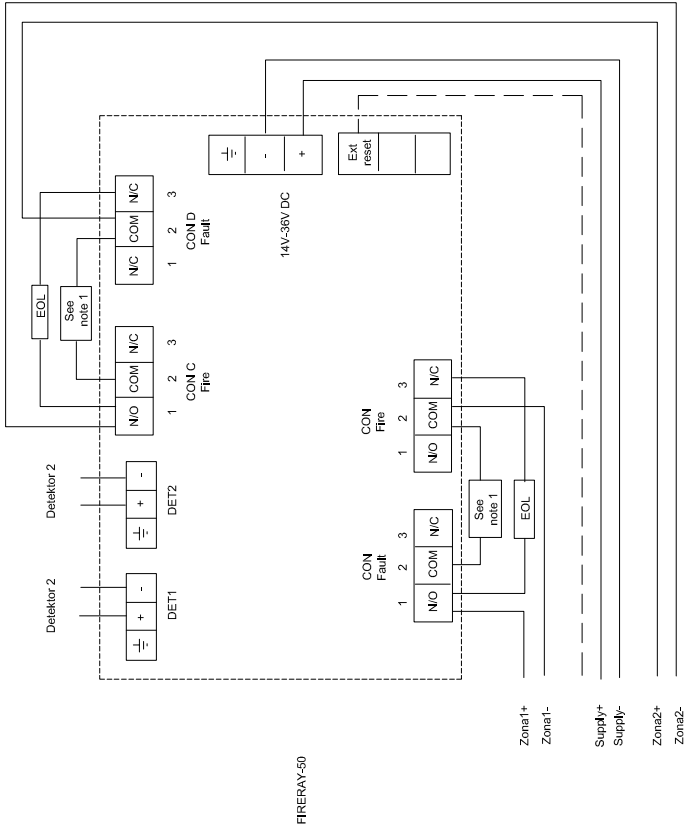 FIRERAY-50
Detektor 2
+ -
DET1
Detektor 2
+ -
DET2
EOL
See
note 1
N/O COM N/C
1 2 3
CON C
Fire
N/C COM N/C
1 2 3
CON D
Fault
- +
14V-36V DC
Ext
reset
CON
Fault
1 2 3
N/O COM N/C
CON
Fire
1 2 3
N/O COM N/C
See
note 1
EOL
Zona1+
Zona1-
Supply+
Supply-
Zona2+
Zona2-